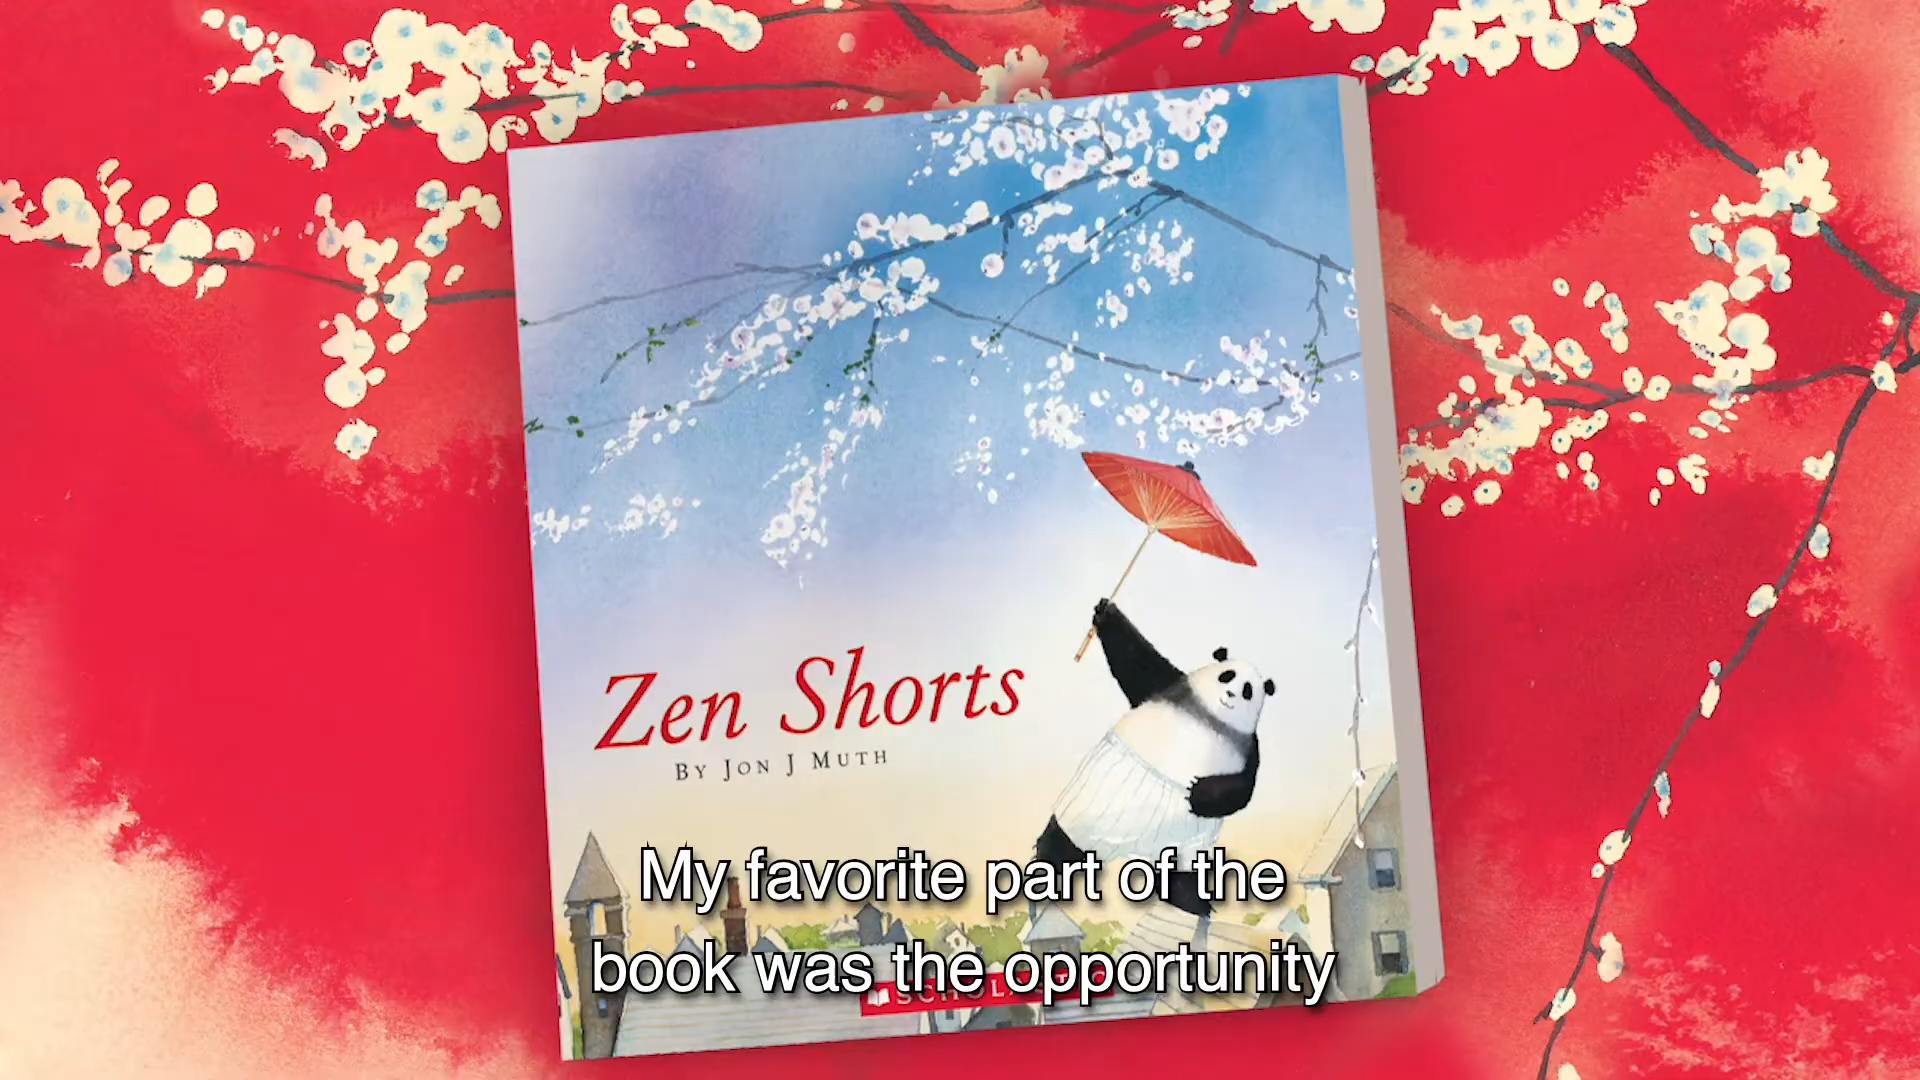 Zen Shorts
BY JON J MUTH
My favorite part of the
book was the opportunity